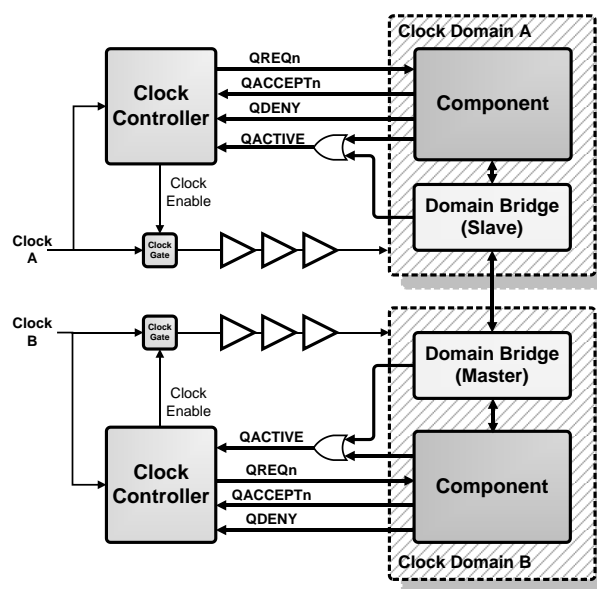 Clock Domain A
QREQn
QACCEPTn
QDENY
QACTIVE
Clock
Controller
Component
Clock
Enable
Domain Bridge
(Slave)
Clock
A
Clock
Gate
Clock
B
Clock
Gate
Domain Bridge
(Master)
Clock
Enable
QACTIVE
QREQn
QACCEPTn
QDENY
Clock
Controller
Component
Clock Domain B